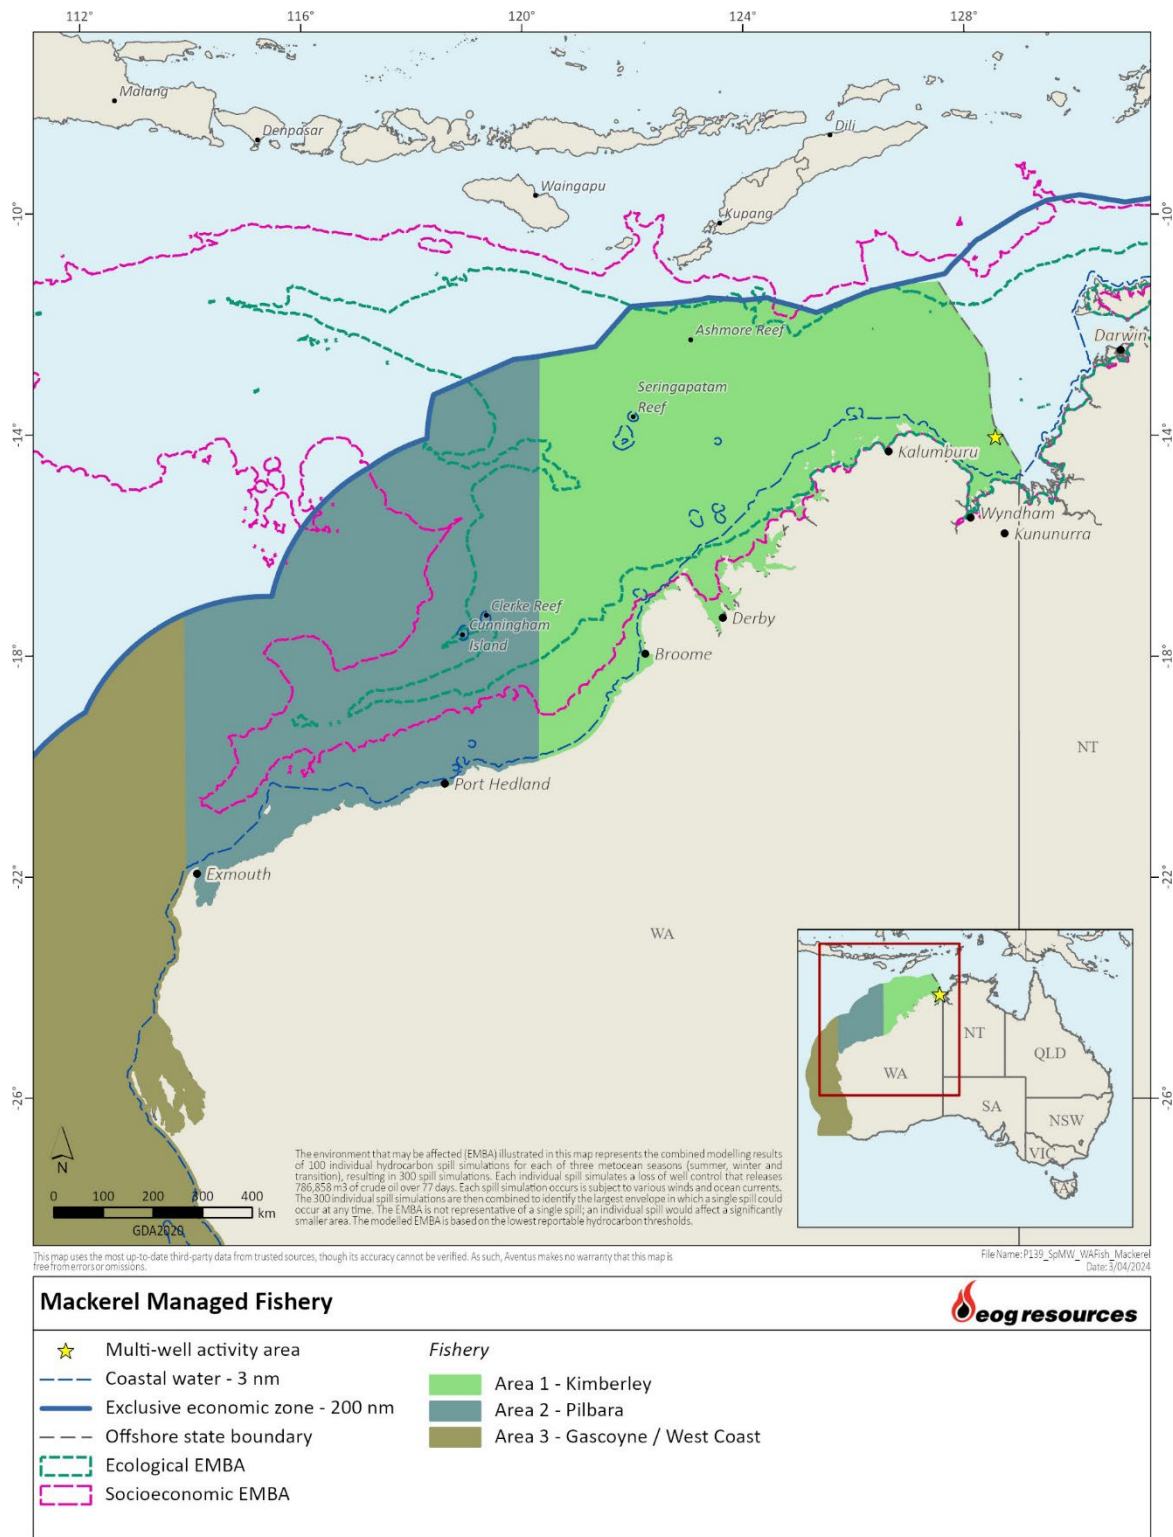 112° 116° 120° 124° 128°
Malang
Denpasar
Dili
Waingapu
Kupang
-10° -10°
Ashmore Reef
Darwin
Seringapatam
Reef
-14° -14°
Kalumburu
Wyndham
Kununurra
Clerke Reef
Cunningham
Island
Derby
Broome
-18° -18°
NT
Port Hedland
Exmouth
-22° -22°
WA
NT
QLD
WA
SA
NSW
VIC
TAS
-26° -26°
N
0 100 200 300 400
km
GDA2020
The environment that may be affected (EMBA) illustrated in this map represents the combined modelling results
of 100 individual hydrocarbon spill simulations for each of three metocean seasons (summer, winter and
transition), resulting in 300 spill simulations. Each individual spill simulates a loss of well control that releases
786,858 m3 of crude oil over 77 days. Each spill simulation occurs is subject to various winds and ocean currents.
The 300 individual spill simulations are then combined to identify the largest envelope in which a single spill could
occur at any time. The EMBA is not representative of a single spill; an individual spill would affect a significantly
smaller area. The modelled EMBA is based on the lowest reportable hydrocarbon thresholds.
This map uses the most up-to-date third-party data from trusted sources, though its accuracy cannot be verified. As such, Aventus makes no warranty that this map is
free from errors or omissions.
File Name: P139_SpMW_WAFish_Mackerel
Date: 3/04/2024
Mackerel Managed Fishery
eog resources
Multi-well activity area
Coastal water - 3 nm
Exclusive economic zone - 200 nm
Offshore state boundary
Ecological EMBA
Socioeconomic EMBA
Fishery
Area 1 - Kimberley
Area 2 - Pilbara
Area 3 - Gascoyne / West Coast